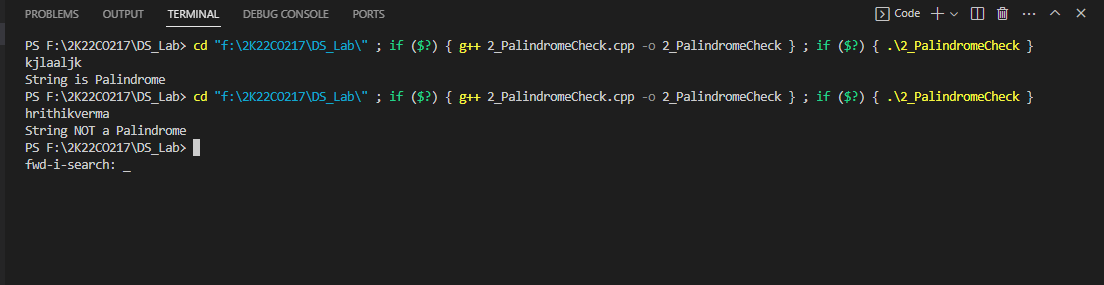 PROBLEMS OUTPUT TERMINAL DEBUG CONSOLE PORTS Code
PS F:\2K22CO217\DS_Lab> cd "f:\2K22CO217\DS_Lab\" ; if ($?) { g++ 2_PalindromeCheck.cpp -o 2_PalindromeCheck } ; if ($?) { .\2_PalindromeCheck }
kjlaaljk
String is Palindrome
PS F:\2K22CO217\DS_Lab> cd "f:\2K22CO217\DS_Lab\" ; if ($?) { g++ 2_PalindromeCheck.cpp -o 2_PalindromeCheck } ; if ($?) { .\2_PalindromeCheck }
hrithikverma
String NOT a Palindrome
PS F:\2K22CO217\DS_Lab>
fwd-i-search: _